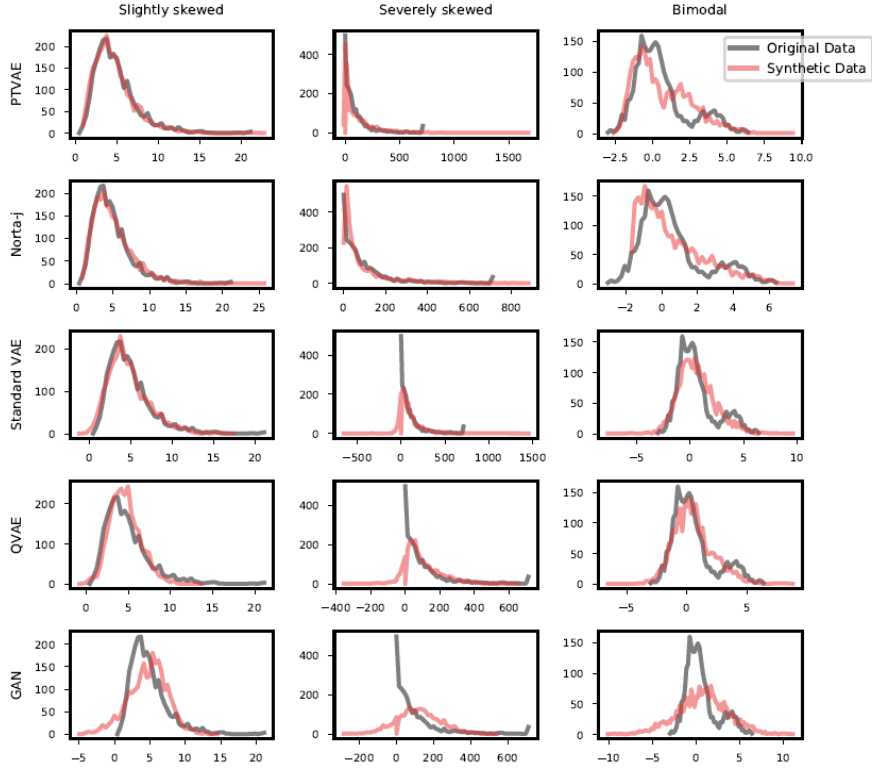 Slightly skewed Severely skewed Bimodal
PTVAE
200
150
100
50
0
0 5 10 15 20
400
200
0
0 500 1000 1500
150
100
50
0
−2.5 0.0 2.5 5.0 7.5 10.0
Original Data
Synthetic Data
Norta-j
200
150
100
50
0
0 5 10 15 20 25
400
200
0
0 200 400 600 800
150
100
50
0
−2 0 2 4 6
Standard VAE
200
100
0
0 5 10 15 20
400
200
0
−500 0 500 1000 1500
150
100
50
0
−5 0 5 10
QVAE
200
100
0
0 5 10 15 20
400
200
0
−400 −200 0 200 400 600
150
100
50
0
−5 0 5
GAN
200
150
100
50
0
−5 0 5 10 15 20
400
200
0
−200 0 200 400 600
150
100
50
0
−10 −5 0 5 10